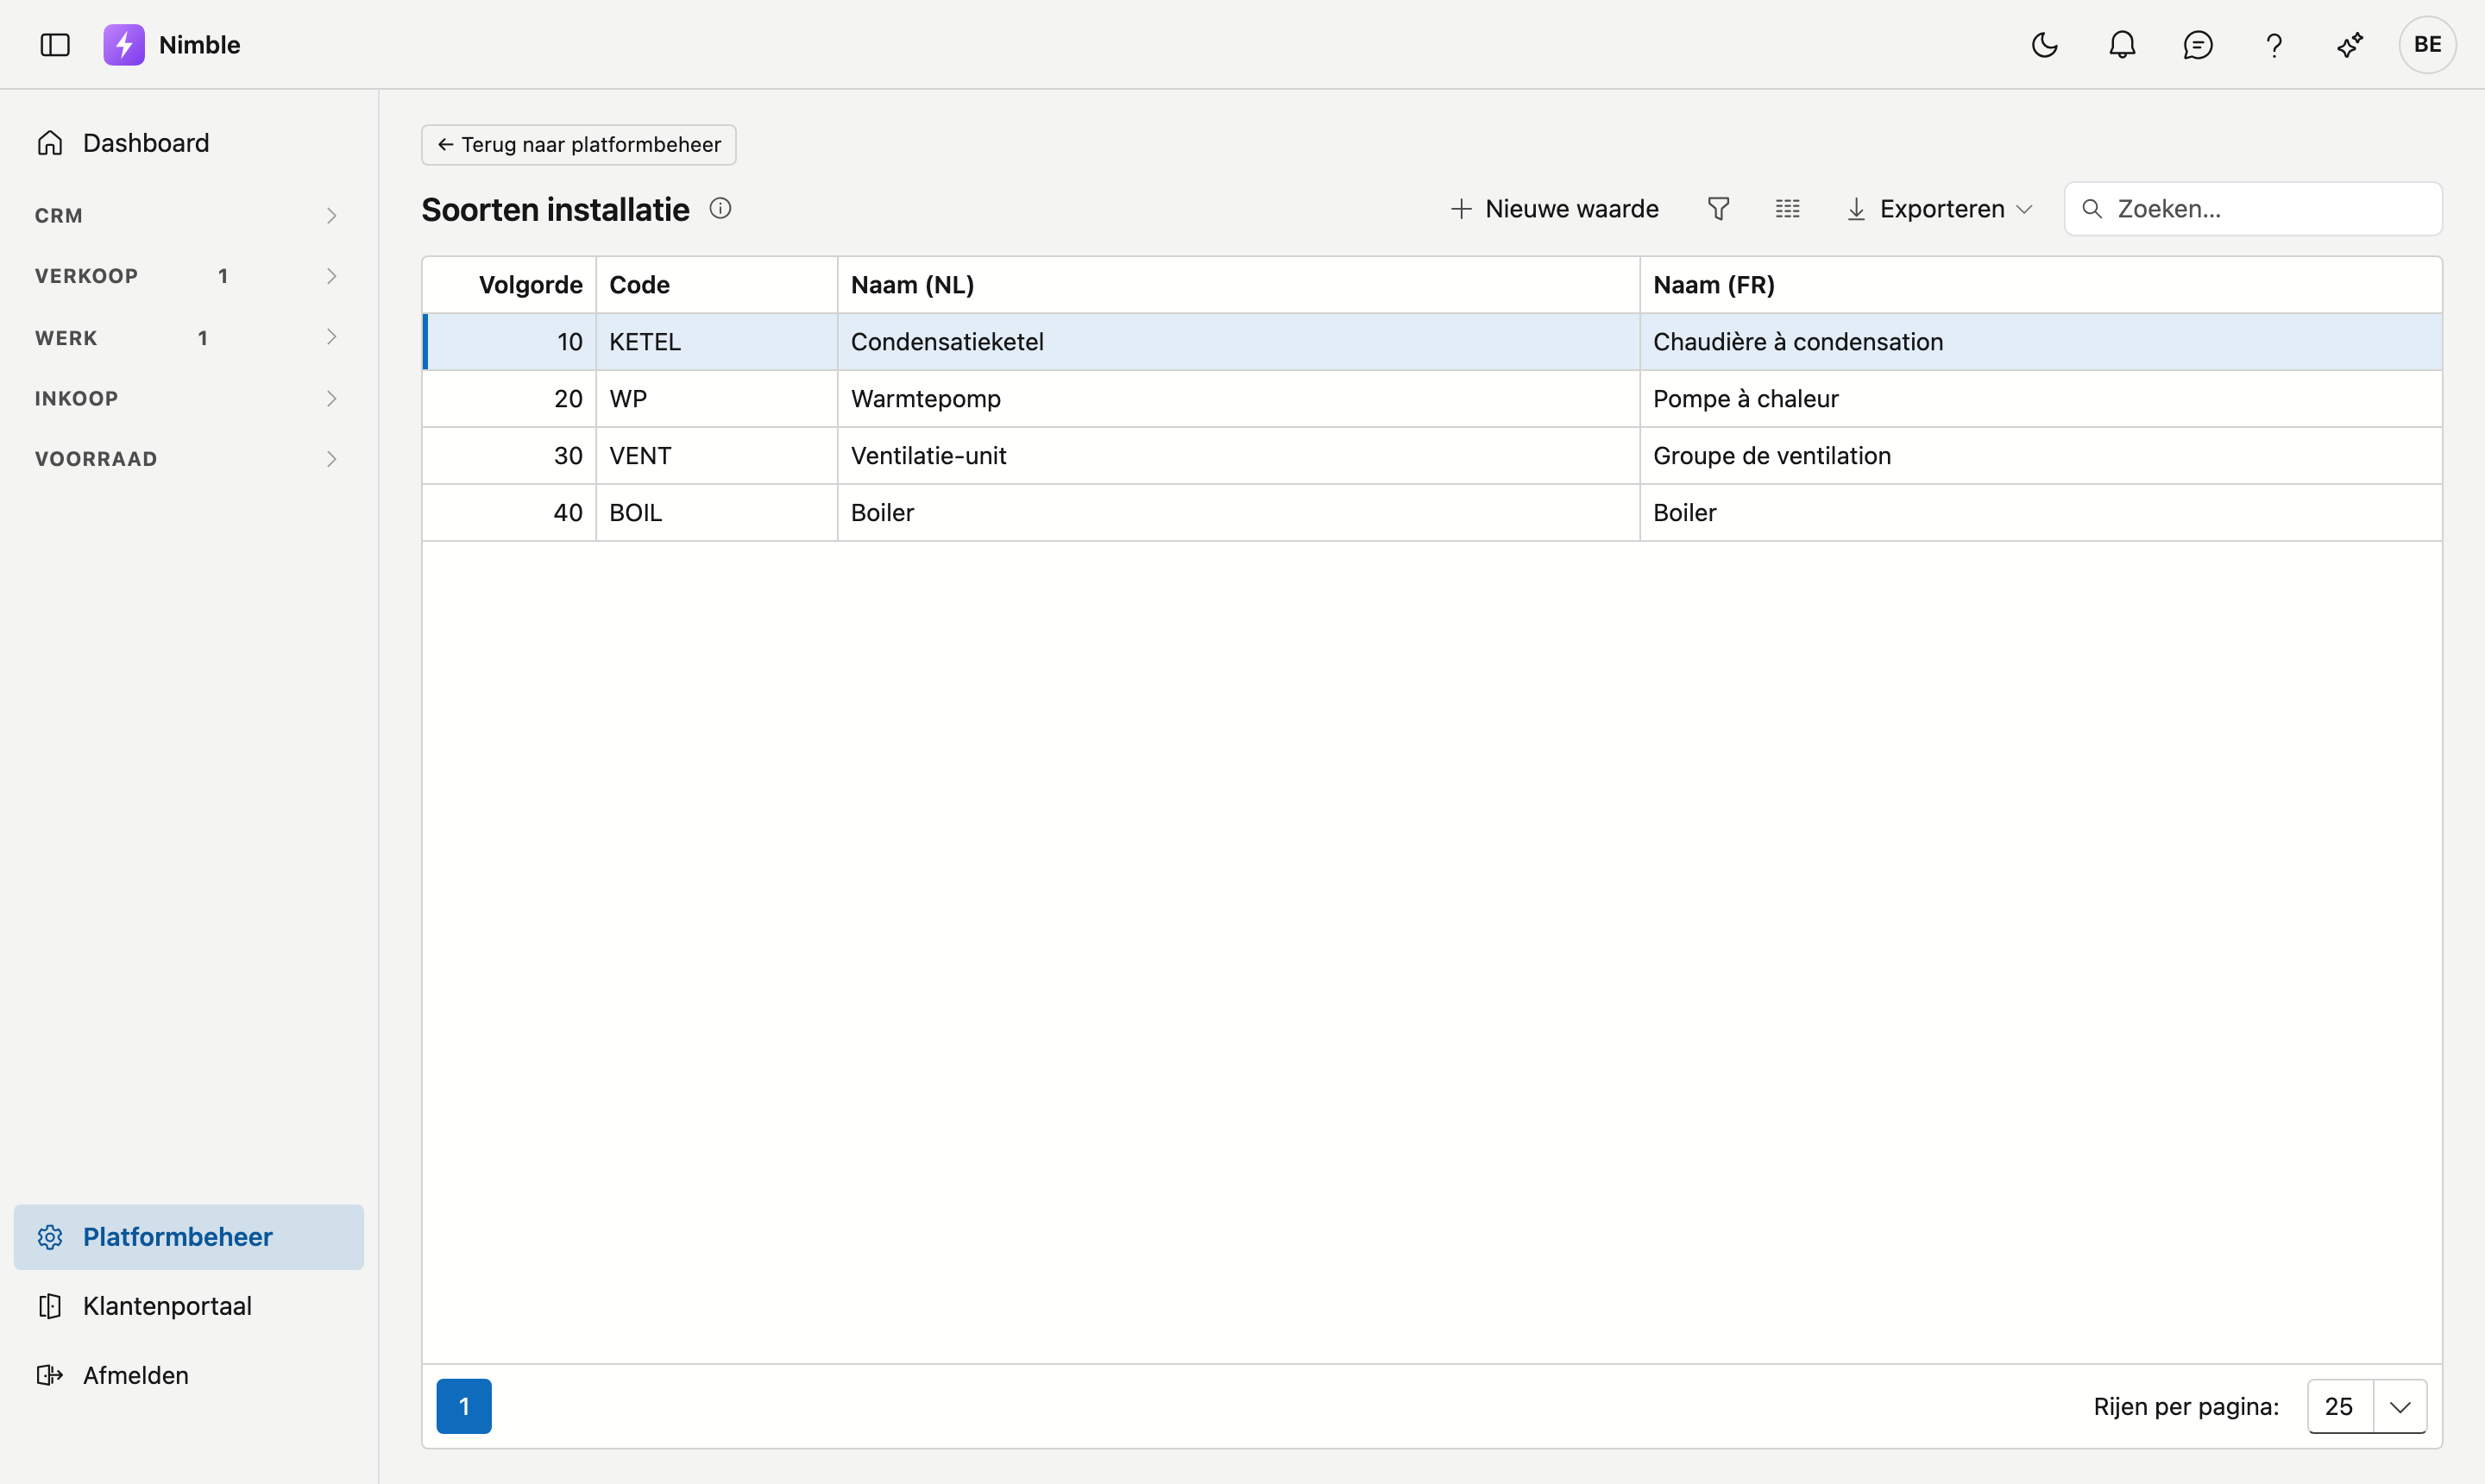 Nimble
BE
Dashboard
CRM
VERKOOP 1
WERK 1
INKOOP
VOORRAAD
Platformbeheer
Klantenportaal
Afmelden
← Terug naar platformbeheer
Soorten installatie
Nieuwe waarde
Exporteren
Zoeken...
Volgorde Code Naam (NL) Naam (FR)
10 KETEL Condensatieketel Chaudière à condensation
20 WP Warmtepomp Pompe à chaleur
30 VENT Ventilatie-unit Groupe de ventilation
40 BOIL Boiler Boiler
1
Rijen per pagina: 25